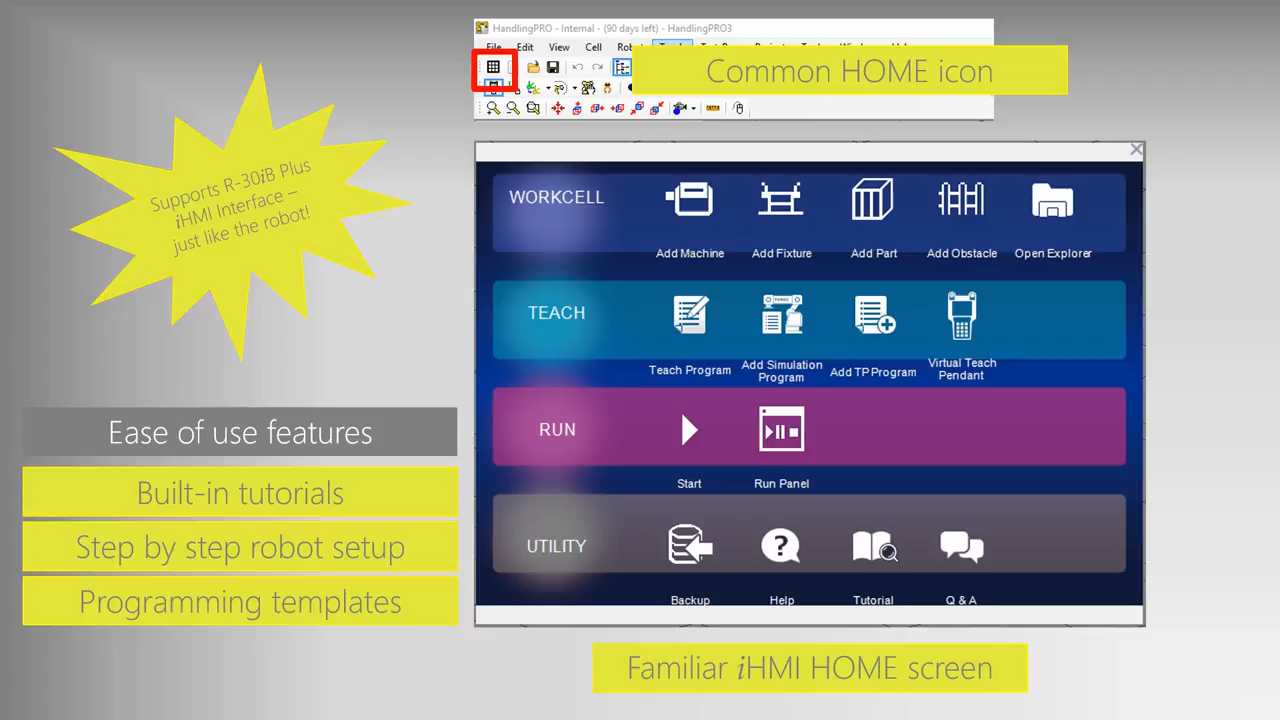 HandlingPRO - Internal - (90 days left) - HandlingPRO3
File Edit View Cell
Common HOME icon
Supports R-30iB Plus
iHMI Interface –
just like the robot!
WORKCELL
Add Machine Add Fixture Add Part Add Obstacle Open Explorer
TEACH
Teach Program Add Simulation Program Add TP Program Virtual Teach Pendant
RUN
Start Run Panel
UTILITY
Backup Help Tutorial Q & A
Ease of use features
Built-in tutorials
Step by step robot setup
Programming templates
Familiar iHMI HOME screen